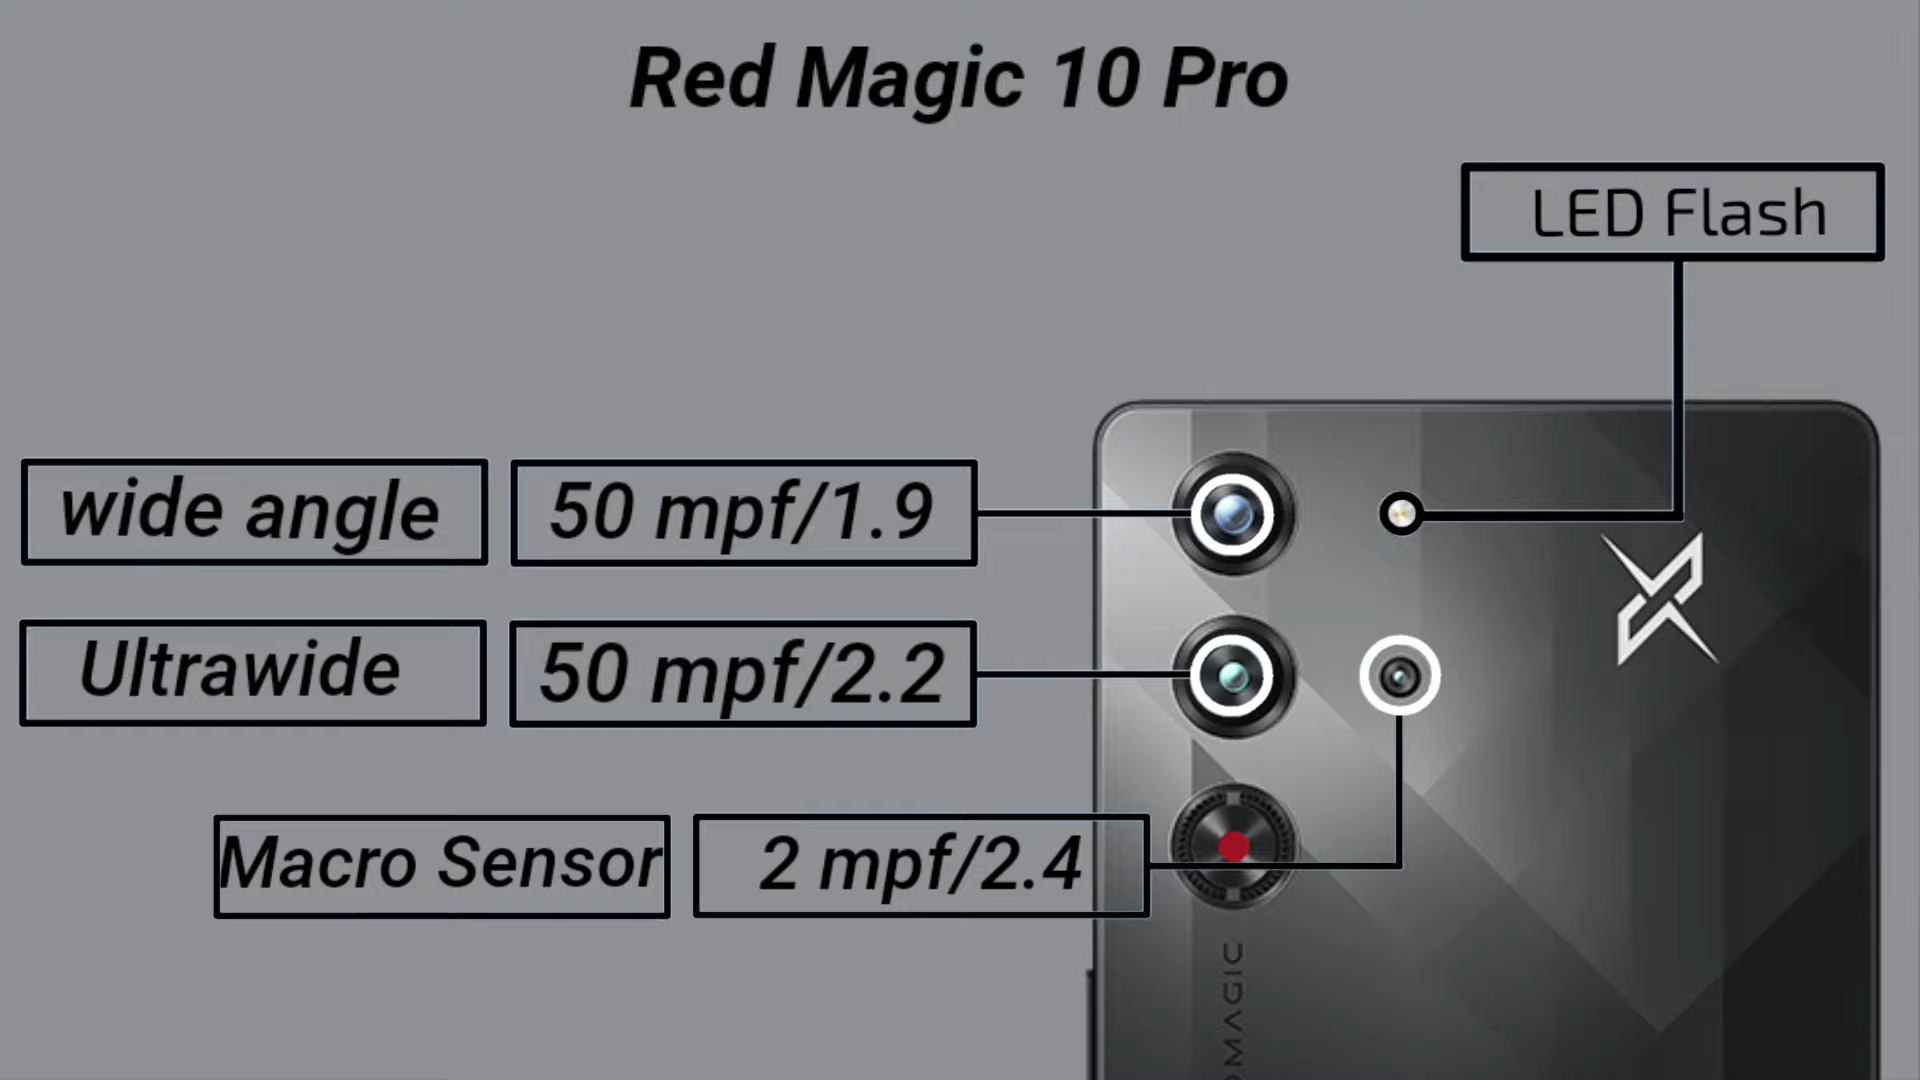 Red Magic 10 Pro
LED Flash
wide angle
50 mpf/1.9
Ultrawide
50 mpf/2.2
Macro Sensor
2 mpf/2.4
OMAGIC